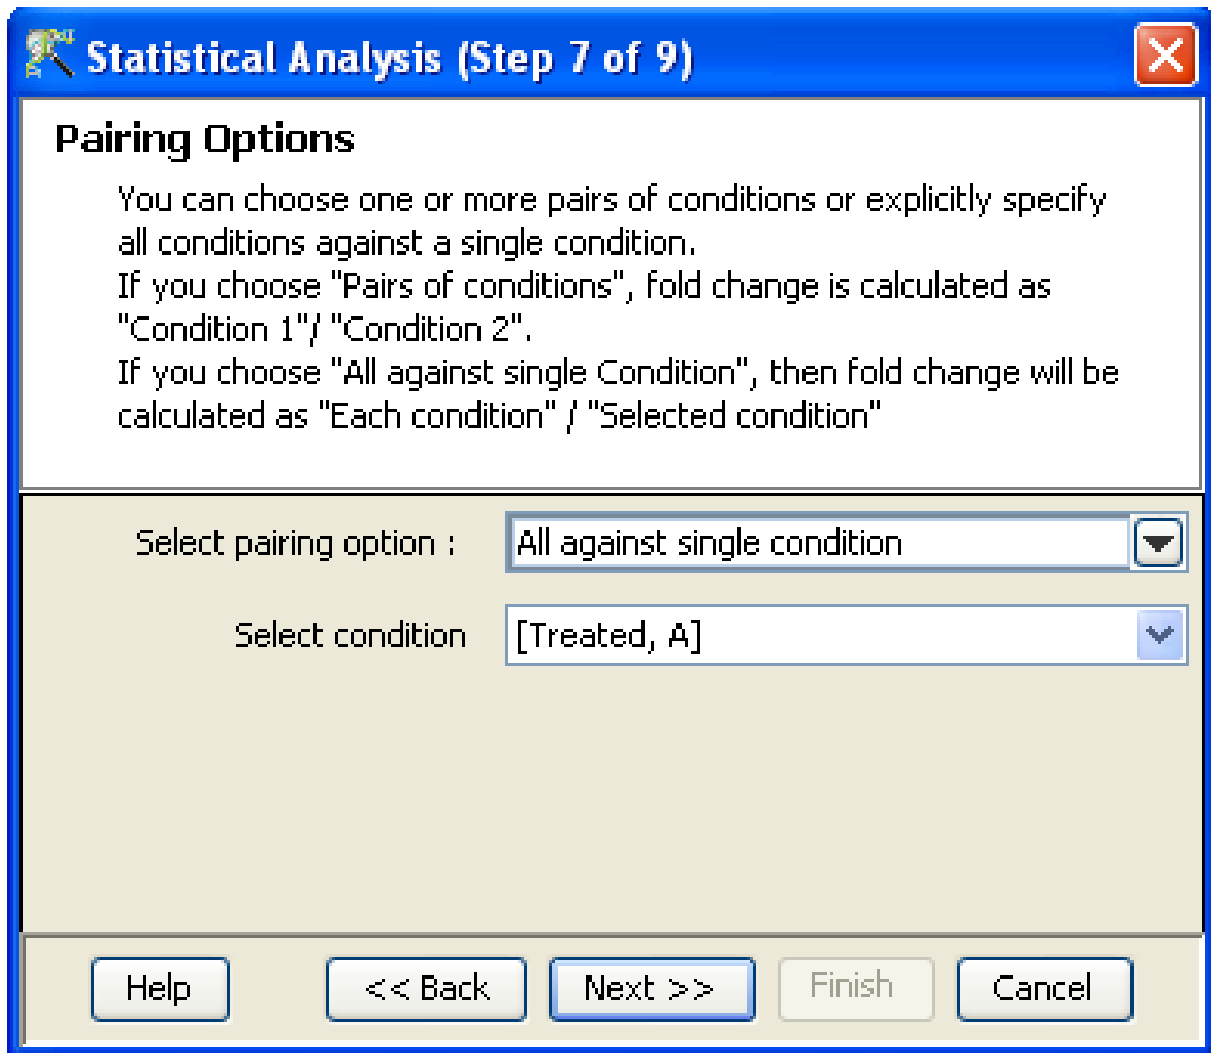 Statistical Analysis (Step 7 of 9)
Pairing Options
You can choose one or more pairs of conditions or explicitly specify
all conditions against a single condition.
If you choose "Pairs of conditions", fold change is calculated as
"Condition 1"/ "Condition 2".
If you choose "All against single Condition", then fold change will be
calculated as "Each condition" / "Selected condition"
Select pairing option : All against single condition
Select condition [Treated, A]
Help << Back Next >> Finish Cancel